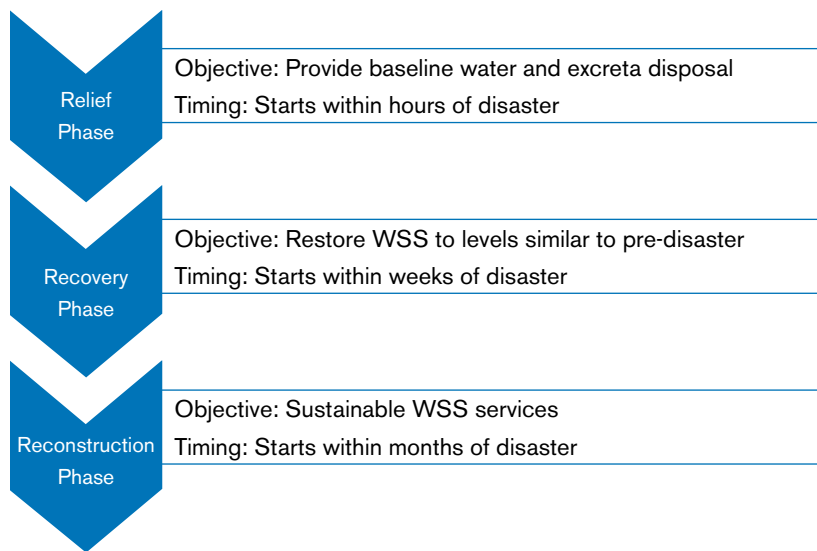 Relief
Phase
Objective: Provide baseline water and excreta disposal
Timing: Starts within hours of disaster
Recovery
Phase
Objective: Restore WSS to levels similar to pre-disaster
Timing: Starts within weeks of disaster
Reconstruction
Phase
Objective: Sustainable WSS services
Timing: Starts within months of disaster